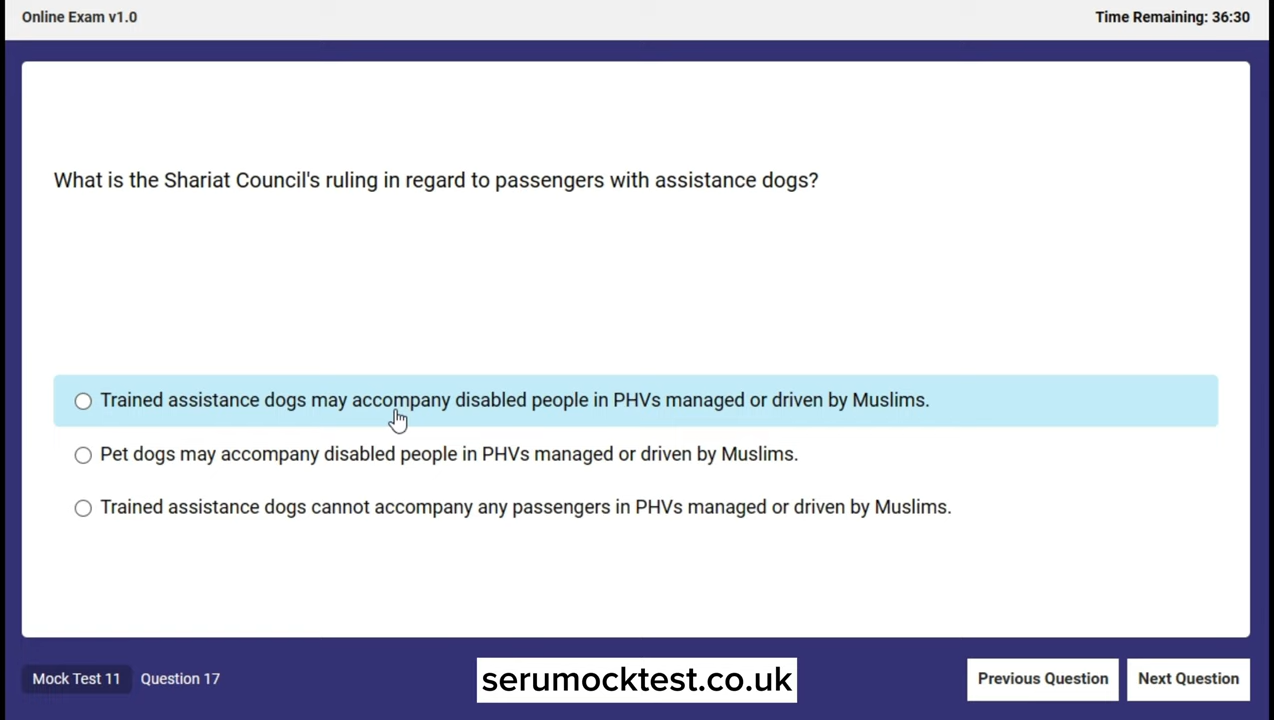 Online Exam v1.0
Time Remaining: 36:30
What is the Shariat Council's ruling in regard to passengers with assistance dogs?
Trained assistance dogs may accompany disabled people in PHVs managed or driven by Muslims.
Pet dogs may accompany disabled people in PHVs managed or driven by Muslims.
Trained assistance dogs cannot accompany any passengers in PHVs managed or driven by Muslims.
Mock Test 11
Question 17
serumocktest.co.uk
Previous Question
Next Question